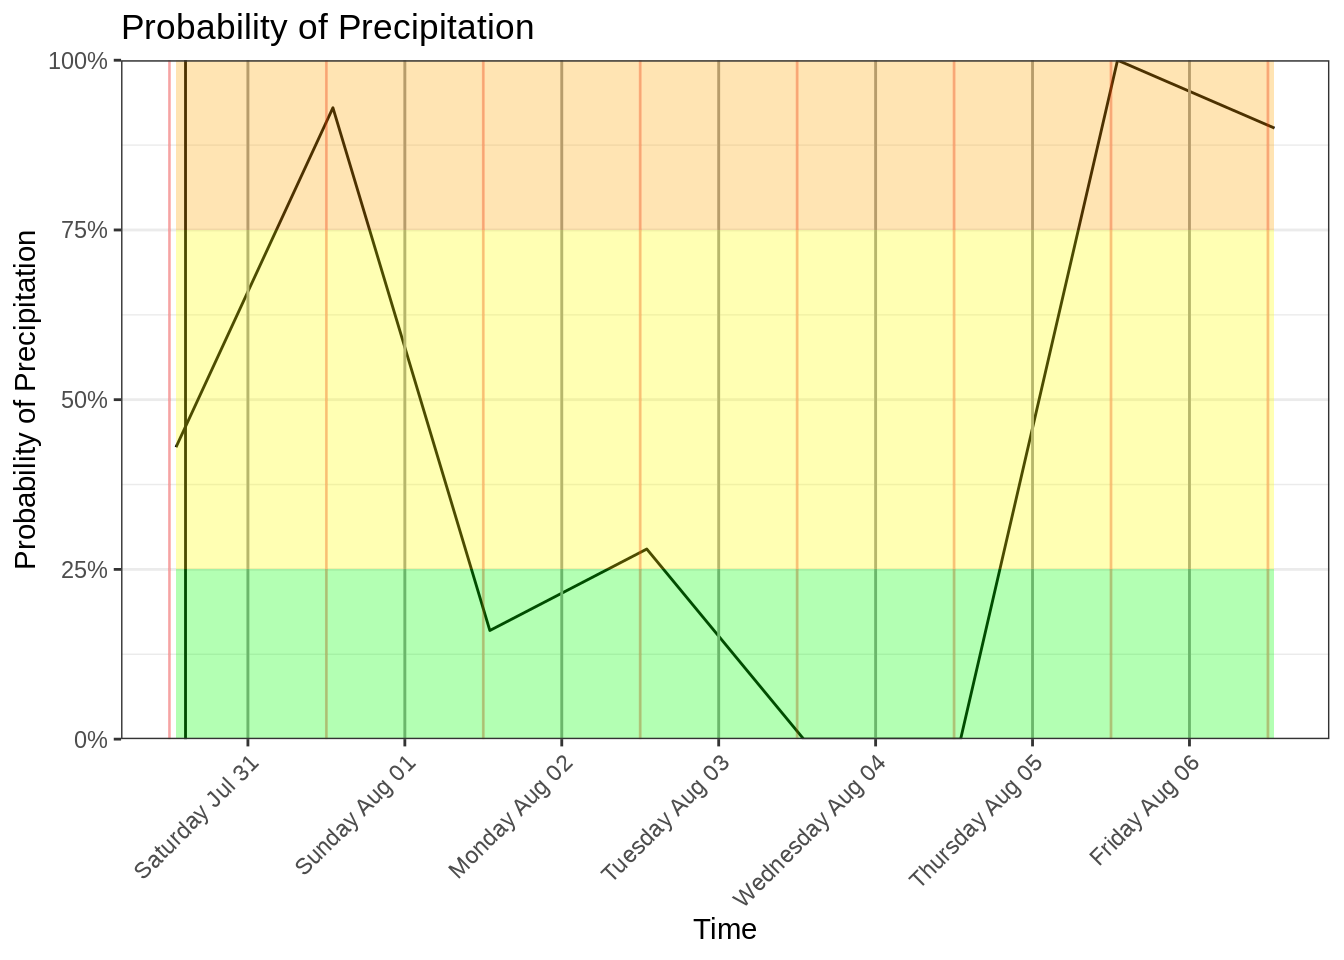 Probability of Precipitation
Probability of Precipitation
100%
75%
50%
25%
0%
Saturday Jul 31
Sunday Aug 01
Monday Aug 02
Tuesday Aug 03
Wednesday Aug 04
Thursday Aug 05
Friday Aug 06
Time